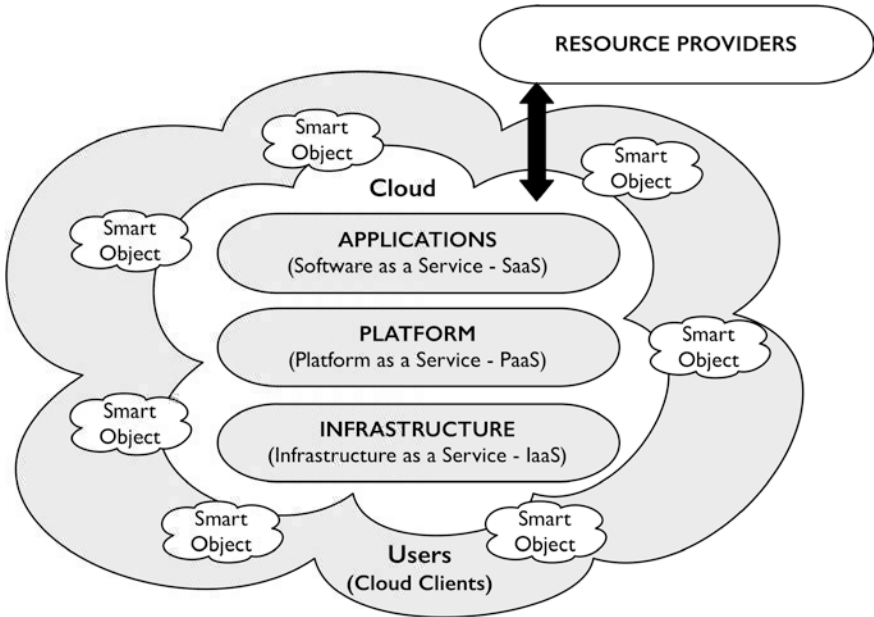 RESOURCE PROVIDERS
Smart
Object
Smart
Object
Cloud
Smart
Object
APPLICATIONS
(Software as a Service - SaaS)
PLATFORM
(Platform as a Service - PaaS)
Smart
Object
Smart
Object
INFRASTRUCTURE
(Infrastructure as a Service - IaaS)
Smart
Object
Smart
Object
Users
(Cloud Clients)